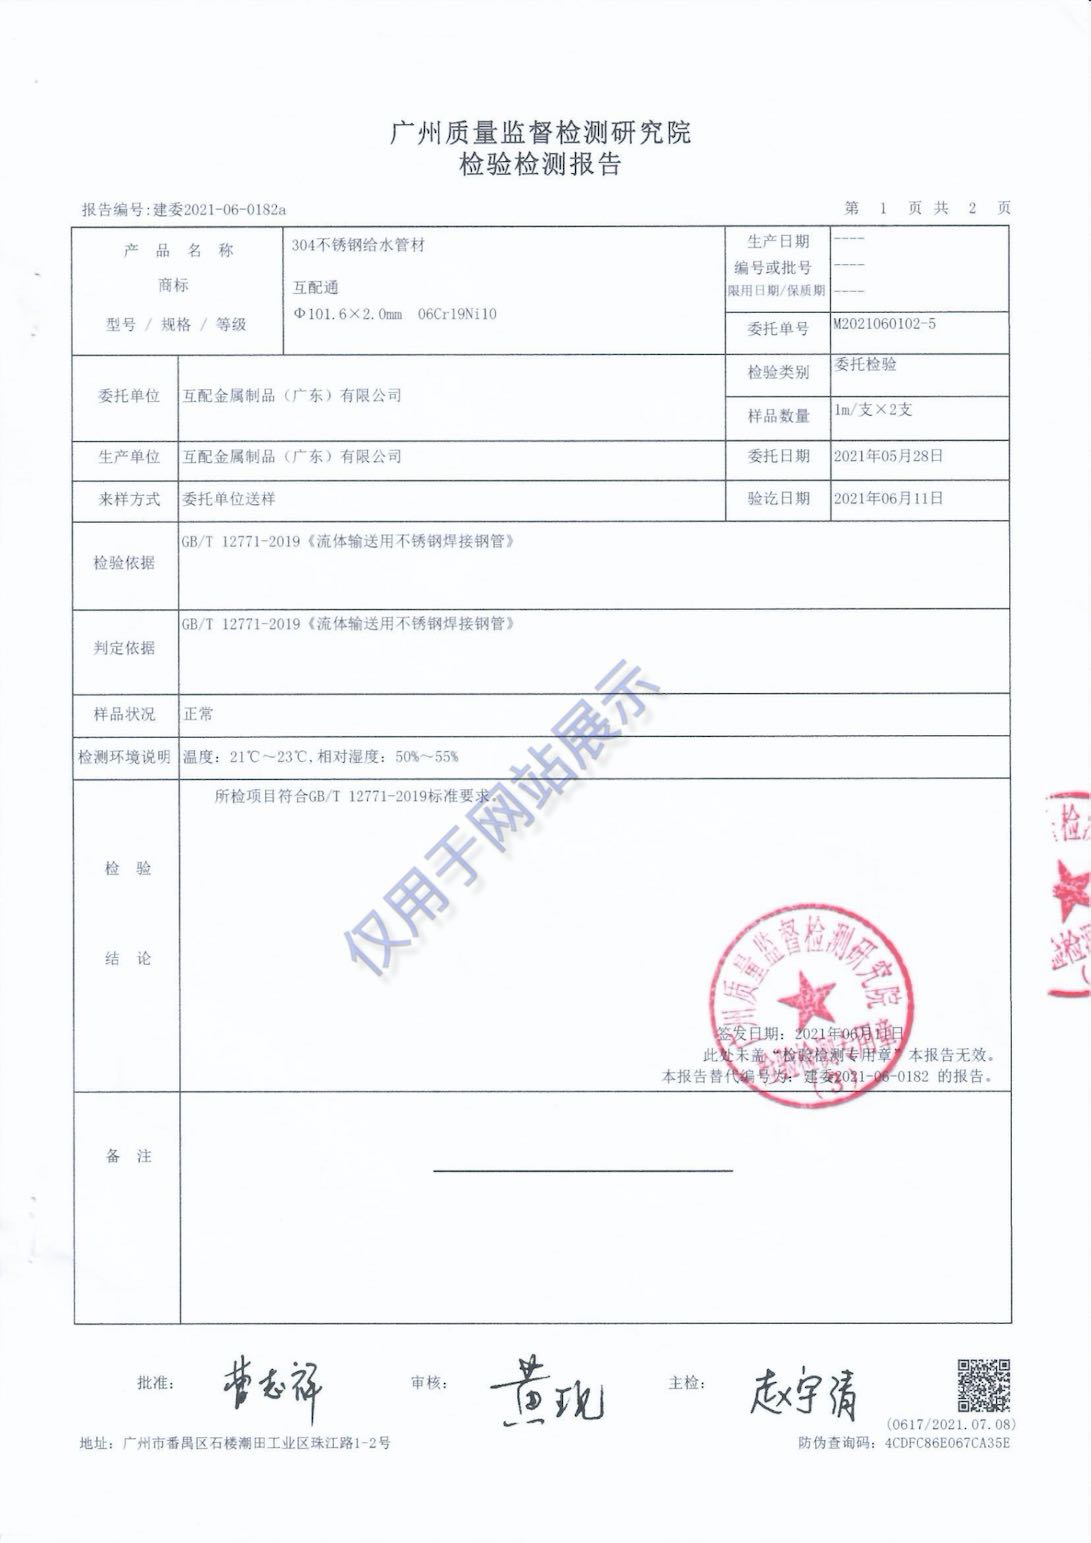 广州质量监督检测研究院
检验检测报告
报告编号:建委2021-06-0182a
第 1 页 共 2 页
产品名称
304不锈钢给水管材
生产日期
----
商标
互配通
编号或批号
----
型号 / 规格 / 等级
Φ101.6×2.0mm 06Cr19Ni10
限用日期/保质期
----
委托单号
M2021060102-5
委托单位
互配金属制品（广东）有限公司
检验类别
委托检验
样品数量
1m/支×2支
生产单位
互配金属制品（广东）有限公司
委托日期
2021年05月28日
来样方式
委托单位送样
验讫日期
2021年06月11日
检验依据
GB/T 12771-2019《流体输送用不锈钢焊接钢管》
判定依据
GB/T 12771-2019《流体输送用不锈钢焊接钢管》
样品状况
正常
检测环境说明
温度：21℃～23℃,相对湿度：50%～55%
检验
结论
所检项目符合GB/T 12771-2019标准要求。
仅用于网站展示
广州质量监督检测研究院
检验检测专用章
(3)
签发日期：2021年06月11日
此处未盖“检验检测专用章”本报告无效。
本报告替代编号为：建委2021-06-0182 的报告。
备注
批准：
曹志祥
审核：
黄现
主检：
赵宇清
(0617/2021.07.08)
地址：广州市番禺区石楼潮田工业区珠江路1-2号
防伪查询码：4CDFC86E067CA35E